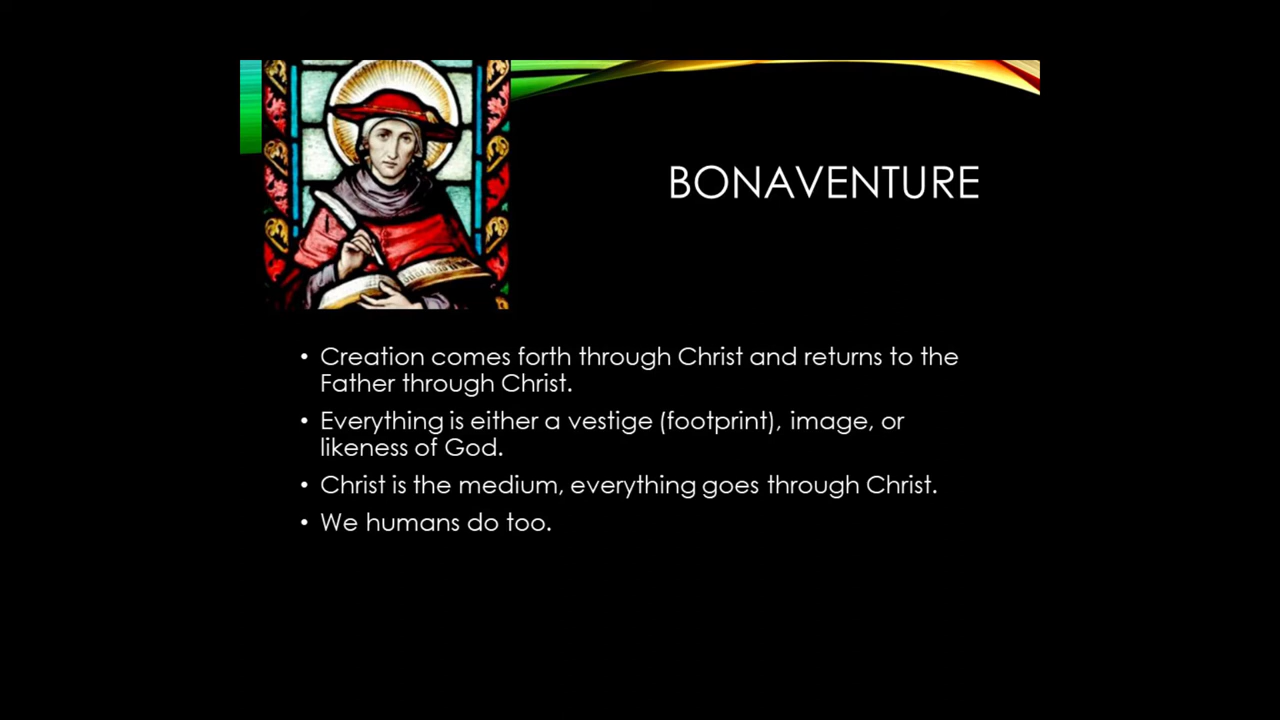 BONAVENTURE
• Creation comes forth through Christ and returns to the
Father through Christ.
• Everything is either a vestige (footprint), image, or
likeness of God.
• Christ is the medium, everything goes through Christ.
• We humans do too.